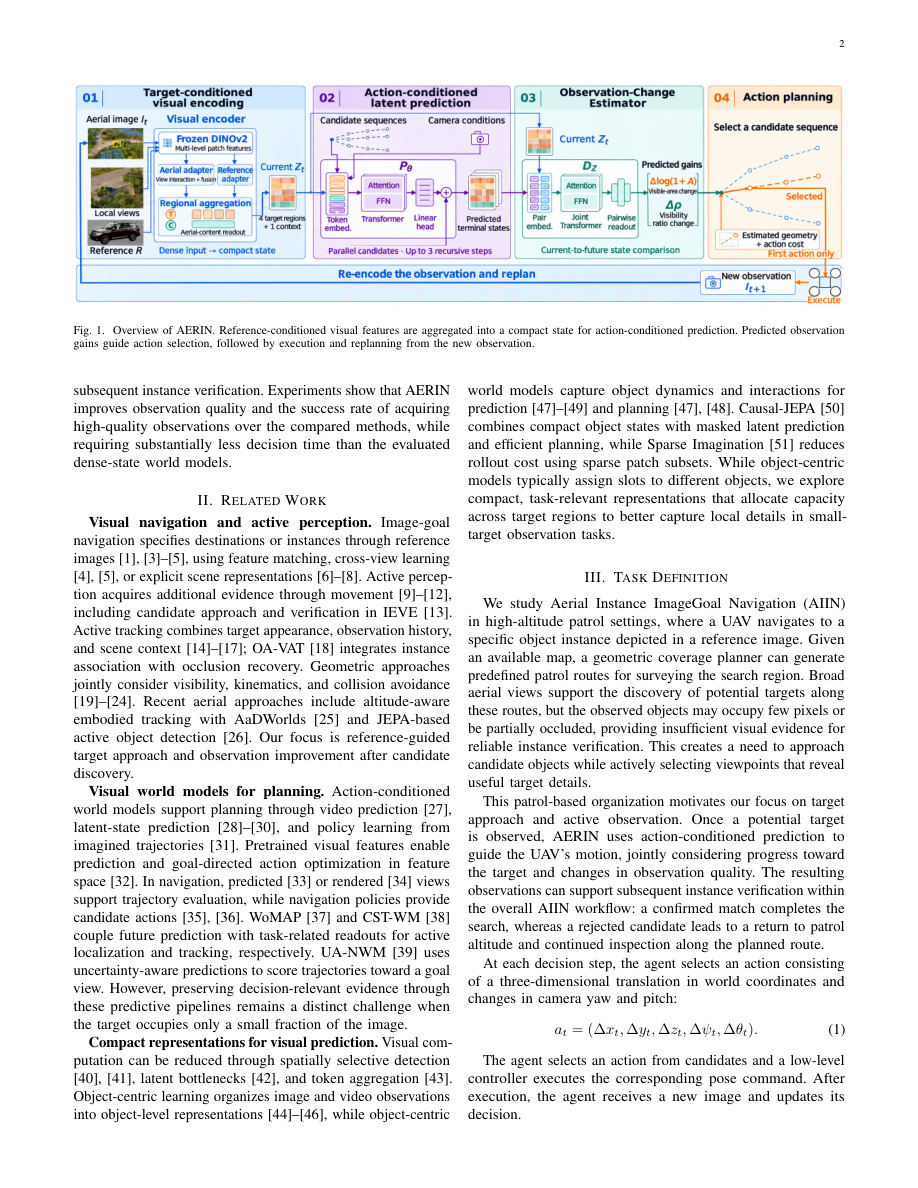 2
01
Target-conditioned
visual encoding
Aerial image It
Visual encoder
Frozen DINOv2
Multi-level patch features
Aerial adapter
View interaction + fusion
Reference
adapter
Regional aggregation
T
C
Aerial-content readout
Local views
Reference R
Dense input → compact state
Current Zt
4 target regions
+ 1 context
02
Action-conditioned
latent prediction
Candidate sequences
Camera conditions
Pθ
Attention
FFN
Token
embed.
Transformer
Linear
head
Predicted
terminal states
Parallel candidates · Up to 3 recursive steps
03
Observation-Change
Estimator
Current Zt
DZ
Attention
FFN
Pair
embed.
Joint
Transformer
Pairwise
readout
Predicted gains
Δlog(1+A)
Visible-area change
Δρ
Visibility
ratio change
Current-to-future state comparison
04
Action planning
Select a candidate sequence
Selected
Estimated geometry
+ action cost
First action only
Re-encode the observation and replan
New observation
It+1
Execute
Fig. 1. Overview of AERIN. Reference-conditioned visual features are aggregated into a compact state for action-conditioned prediction. Predicted observation
gains guide action selection, followed by execution and replanning from the new observation.
subsequent instance verification. Experiments show that AERIN
improves observation quality and the success rate of acquiring
high-quality observations over the compared methods, while
requiring substantially less decision time than the evaluated
dense-state world models.
II. RELATED WORK
Visual navigation and active perception. Image-goal
navigation specifies destinations or instances through reference
images [1], [3]–[5], using feature matching, cross-view learning
[4], [5], or explicit scene representations [6]–[8]. Active percep-
tion acquires additional evidence through movement [9]–[12],
including candidate approach and verification in IEVE [13].
Active tracking combines target appearance, observation history,
and scene context [14]–[17]; OA-VAT [18] integrates instance
association with occlusion recovery. Geometric approaches
jointly consider visibility, kinematics, and collision avoidance
[19]–[24]. Recent aerial approaches include altitude-aware
embodied tracking with AaDWorlds [25] and JEPA-based
active object detection [26]. Our focus is reference-guided
target approach and observation improvement after candidate
discovery.
Visual world models for planning. Action-conditioned
world models support planning through video prediction [27],
latent-state prediction [28]–[30], and policy learning from
imagined trajectories [31]. Pretrained visual features enable
prediction and goal-directed action optimization in feature
space [32]. In navigation, predicted [33] or rendered [34] views
support trajectory evaluation, while navigation policies provide
candidate actions [35], [36]. WoMAP [37] and CST-WM [38]
couple future prediction with task-related readouts for active
localization and tracking, respectively. UA-NWM [39] uses
uncertainty-aware predictions to score trajectories toward a goal
view. However, preserving decision-relevant evidence through
these predictive pipelines remains a distinct challenge when
the target occupies only a small fraction of the image.
Compact representations for visual prediction. Visual com-
putation can be reduced through spatially selective detection
[40], [41], latent bottlenecks [42], and token aggregation [43].
Object-centric learning organizes image and video observations
into object-level representations [44]–[46], while object-centric
world models capture object dynamics and interactions for
prediction [47]–[49] and planning [47], [48]. Causal-JEPA [50]
combines compact object states with masked latent prediction
and efficient planning, while Sparse Imagination [51] reduces
rollout cost using sparse patch subsets. While object-centric
models typically assign slots to different objects, we explore
compact, task-relevant representations that allocate capacity
across target regions to better capture local details in small-
target observation tasks.
III. TASK DEFINITION
We study Aerial Instance ImageGoal Navigation (AIIN)
in high-altitude patrol settings, where a UAV navigates to a
specific object instance depicted in a reference image. Given
an available map, a geometric coverage planner can generate
predefined patrol routes for surveying the search region. Broad
aerial views support the discovery of potential targets along
these routes, but the observed objects may occupy few pixels or
be partially occluded, providing insufficient visual evidence for
reliable instance verification. This creates a need to approach
candidate objects while actively selecting viewpoints that reveal
useful target details.
This patrol-based organization motivates our focus on target
approach and active observation. Once a potential target
is observed, AERIN uses action-conditioned prediction to
guide the UAV's motion, jointly considering progress toward
the target and changes in observation quality. The resulting
observations can support subsequent instance verification within
the overall AIIN workflow: a confirmed match completes the
search, whereas a rejected candidate leads to a return to patrol
altitude and continued inspection along the planned route.
At each decision step, the agent selects an action consisting
of a three-dimensional translation in world coordinates and
changes in camera yaw and pitch:
at = (Δxt, Δyt, Δzt, Δψt, Δθt). (1)
The agent selects an action from candidates and a low-level
controller executes the corresponding pose command. After
execution, the agent receives a new image and updates its
decision.